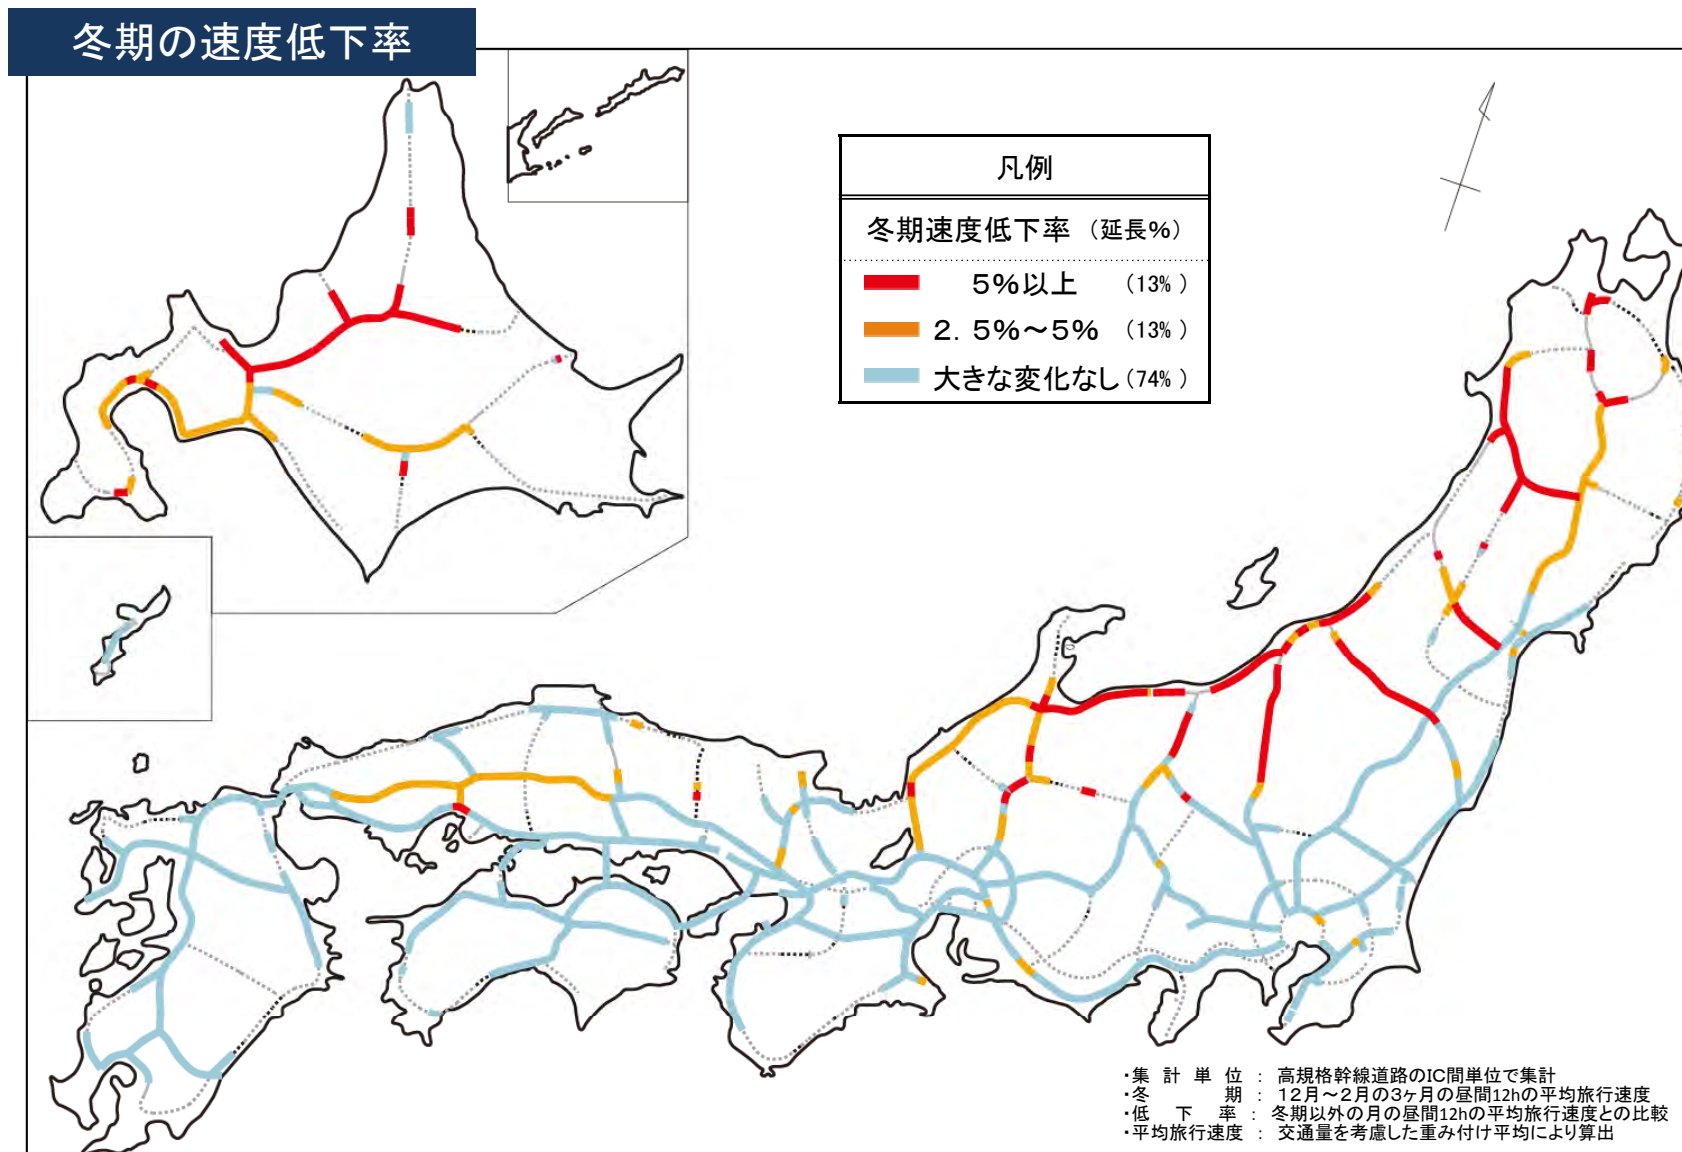 冬期の速度低下率
凡例
冬期速度低下率（延長%）
5%以上 （13%）
２．５%～５% （13%）
大きな変化なし（74%）
・集計単位 ： 高規格幹線道路のIC間単位で集計
・冬期 ： 12月～2月の3ヶ月の昼間12hの平均旅行速度
・低下率 ： 冬期以外の月の昼間12hの平均旅行速度との比較
・平均旅行速度 ： 交通量を考慮した重み付け平均により算出